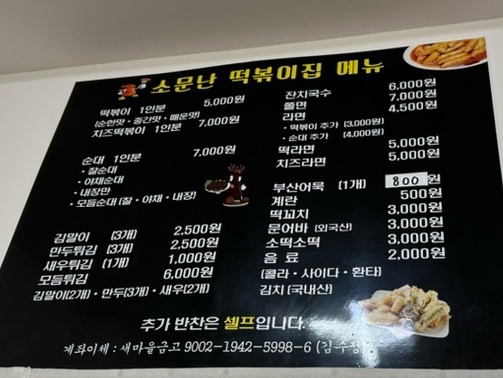 소문난 떡볶이집 메뉴
떡볶이 1인분 5,000원
(순한맛·중간맛·매운맛)
치즈떡볶이 1인분 7,000원
순대 1인분 7,000원
·찰순대
·야채순대
·내장만
·모듬순대(찰·야채·내장)
김말이 (3개) 2,500원
만두튀김 (3개) 2,500원
새우튀김 (1개) 1,000원
모듬튀김 6,000원
김말이(2개)·만두(3개)·새우(2개)
잔치국수 6,000원
쫄면 7,000원
라면 4,500원
·떡볶이 추가 (3,000원)
·순대 추가 (4,000원)
떡라면 5,000원
치즈라면 5,000원
부산어묵 (1개) 800원
계란 500원
떡꼬치 3,000원
문어바 (외국산) 3,000원
소떡소떡 3,000원
음료 2,000원
(콜라·사이다·환타)
김치(국내산)
추가 반찬은 셀프입니다.
계좌이체 : 새마을금고 9002-1942-5998-6 (김수정)